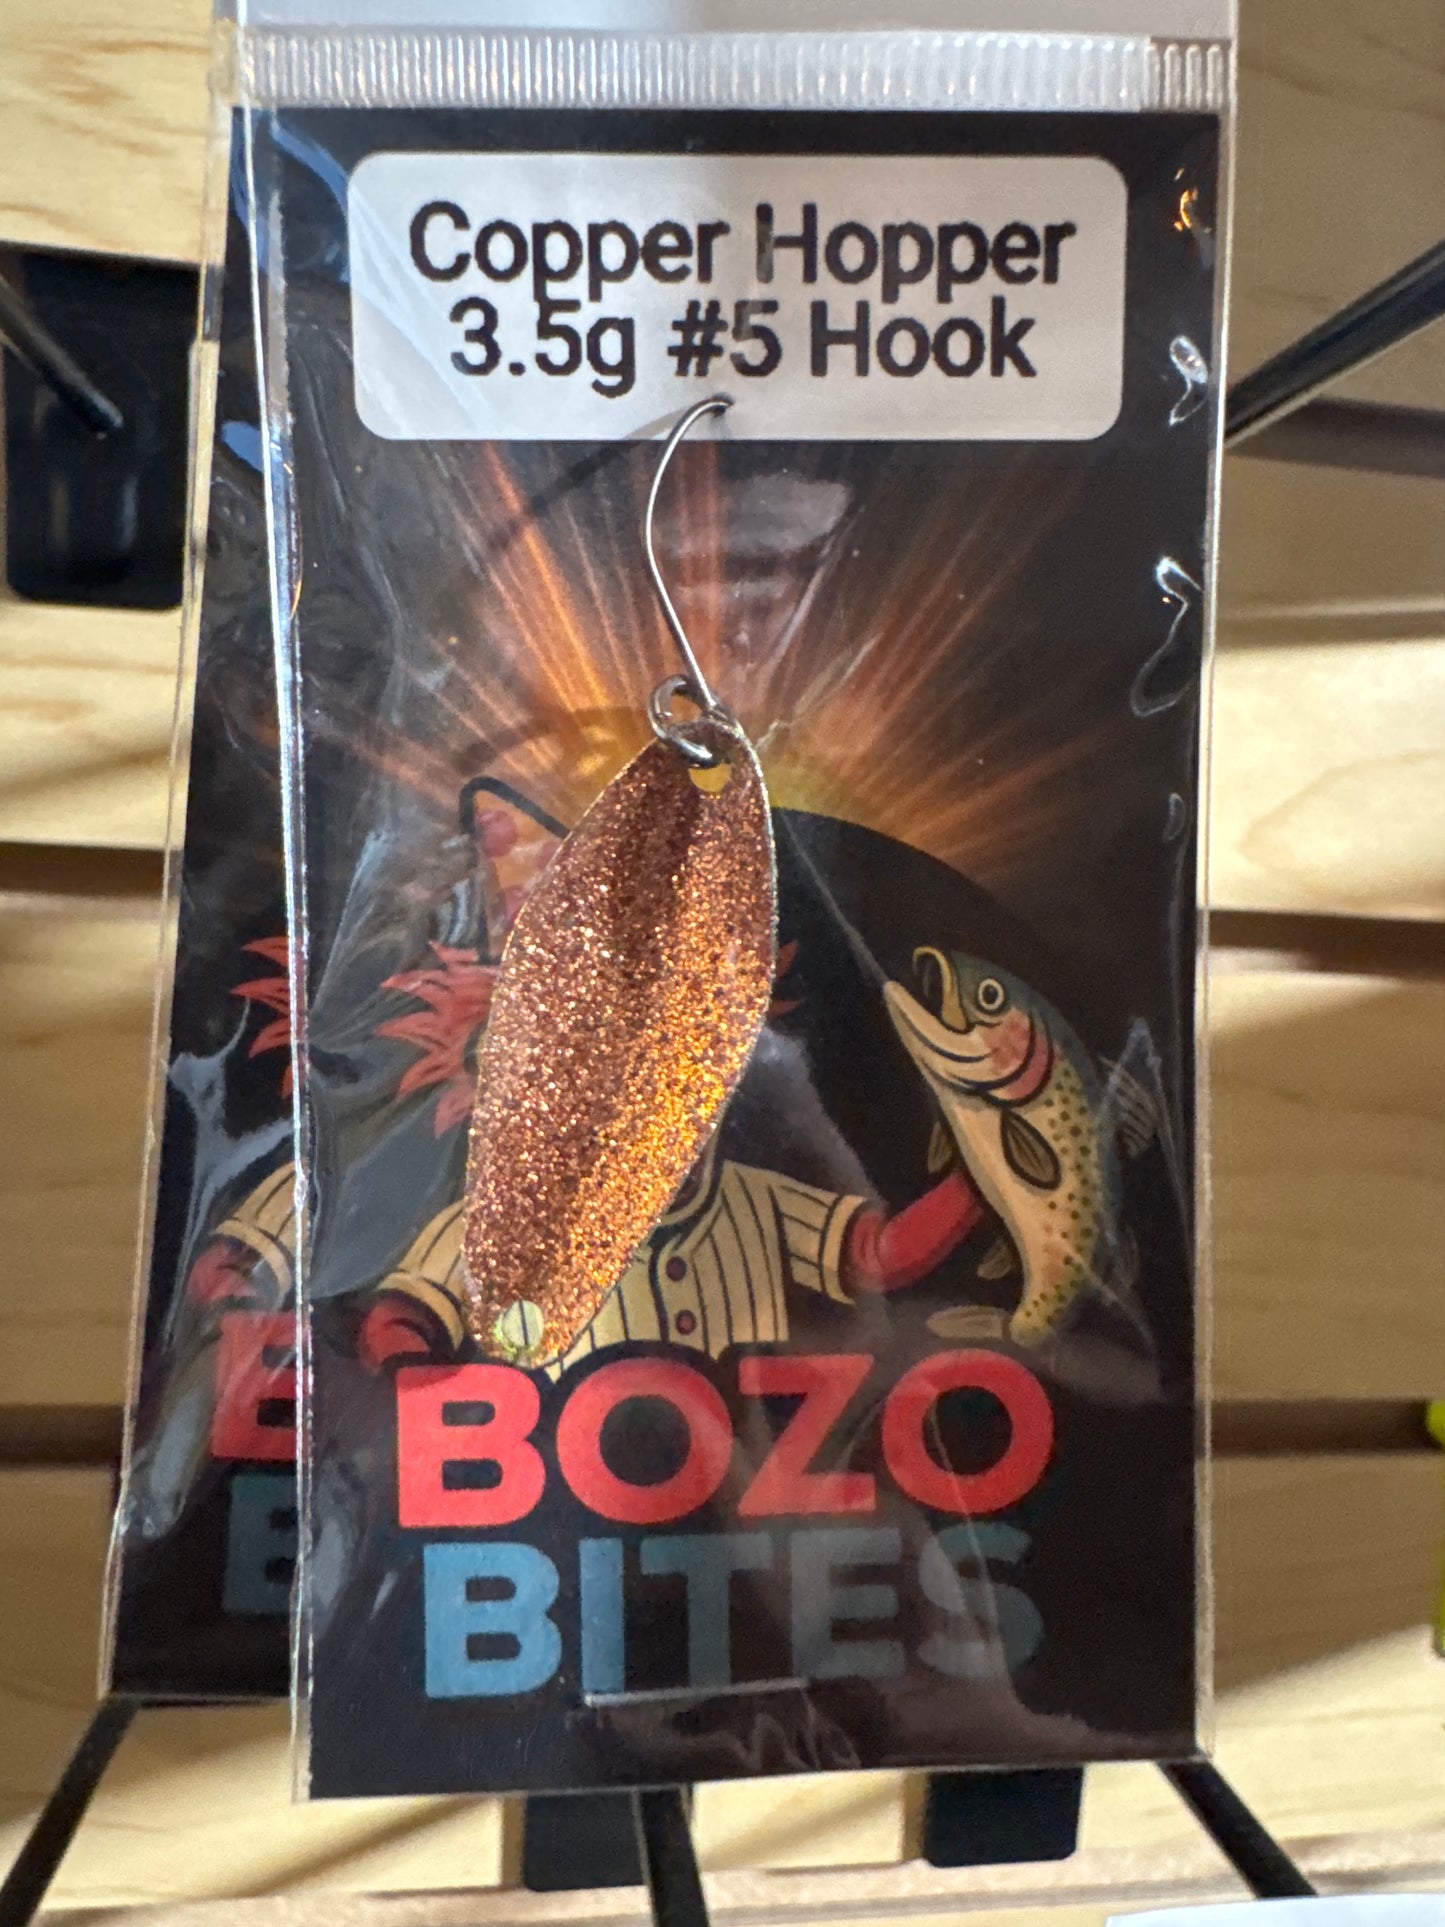 Copper Hopper
3.5g #5 Hook
BOZO
BITES